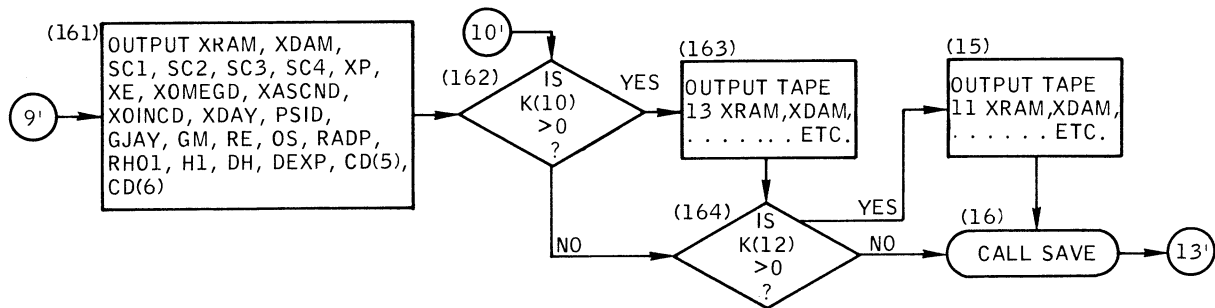 9'
(161)
OUTPUT XRAM, XDAM,
SC1, SC2, SC3, SC4, XP,
XE, XOMEGD, XASCND,
XOINCD, XDAY, PSID,
GJAY, GM, RE, OS, RADP,
RHO1, H1, DH, DEXP, CD(5),
CD(6)
10'
(162)
IS
K(10)
>0
?
YES
NO
(163)
OUTPUT TAPE
13 XRAM,XDAM,
. . . . . . . ETC.
(164)
IS
K(12)
>0
?
YES
NO
(15)
OUTPUT TAPE
11 XRAM,XDAM,
. . . . . . ETC.
(16)
CALL SAVE
13'